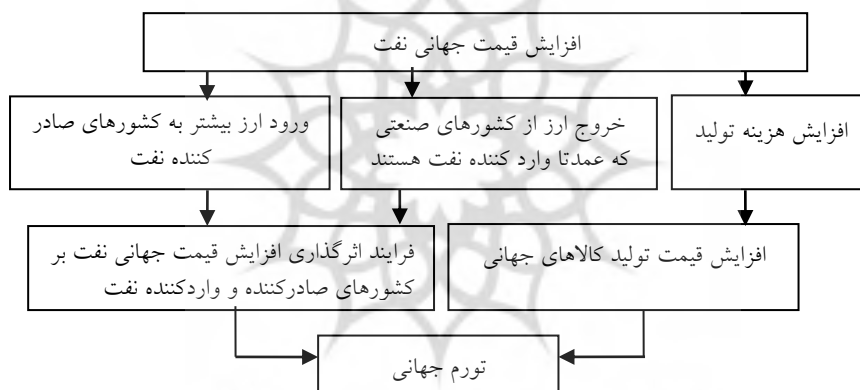 افزایش قیمت جهانی نفت
افزایش هزینه تولید
خروج ارز از کشورهای صنعتی
که عمدتا وارد کننده نفت هستند
ورود ارز بیشتر به کشورهای صادر
کننده نفت
افزایش قیمت تولید کالاهای جهانی
فرایند اثرگذاری افزایش قیمت جهانی نفت بر
کشورهای صادرکننده و واردکننده نفت
تورم جهانی